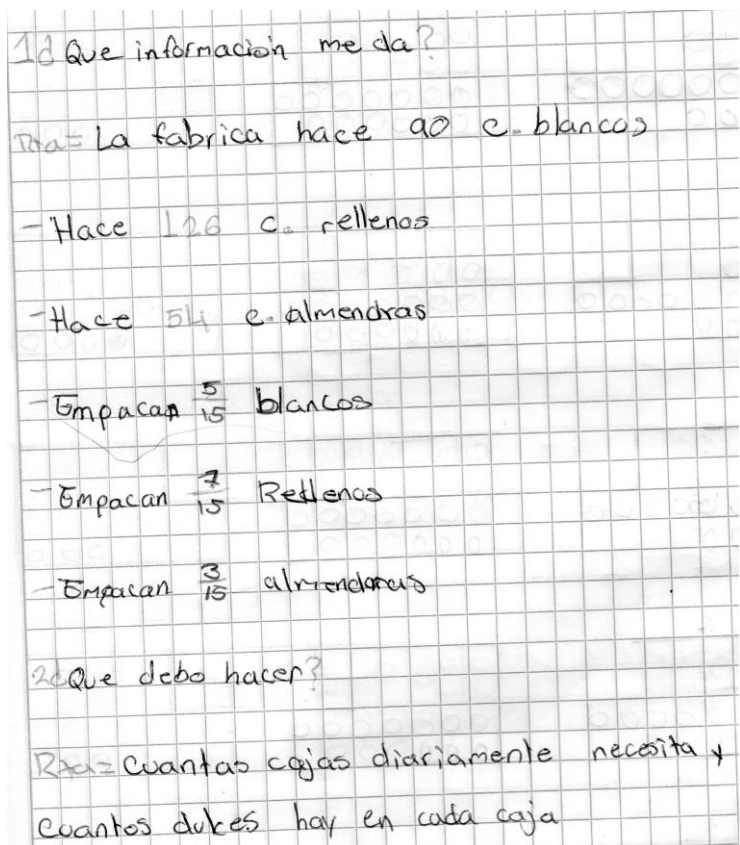 1¿Que informacion me da?
Rta= La fabrica hace 90 c. blancos
- Hace 126 c. rellenos
- Hace 54 c. almendras
- Empacan 5/15 blancos
- Empacan 7/15 Rellenos
- Empacan 3/15 almendras
2¿Que debo hacer?
Rta= Cuantas cajas diariamente necesita y
cuantos dulces hay en cada caja